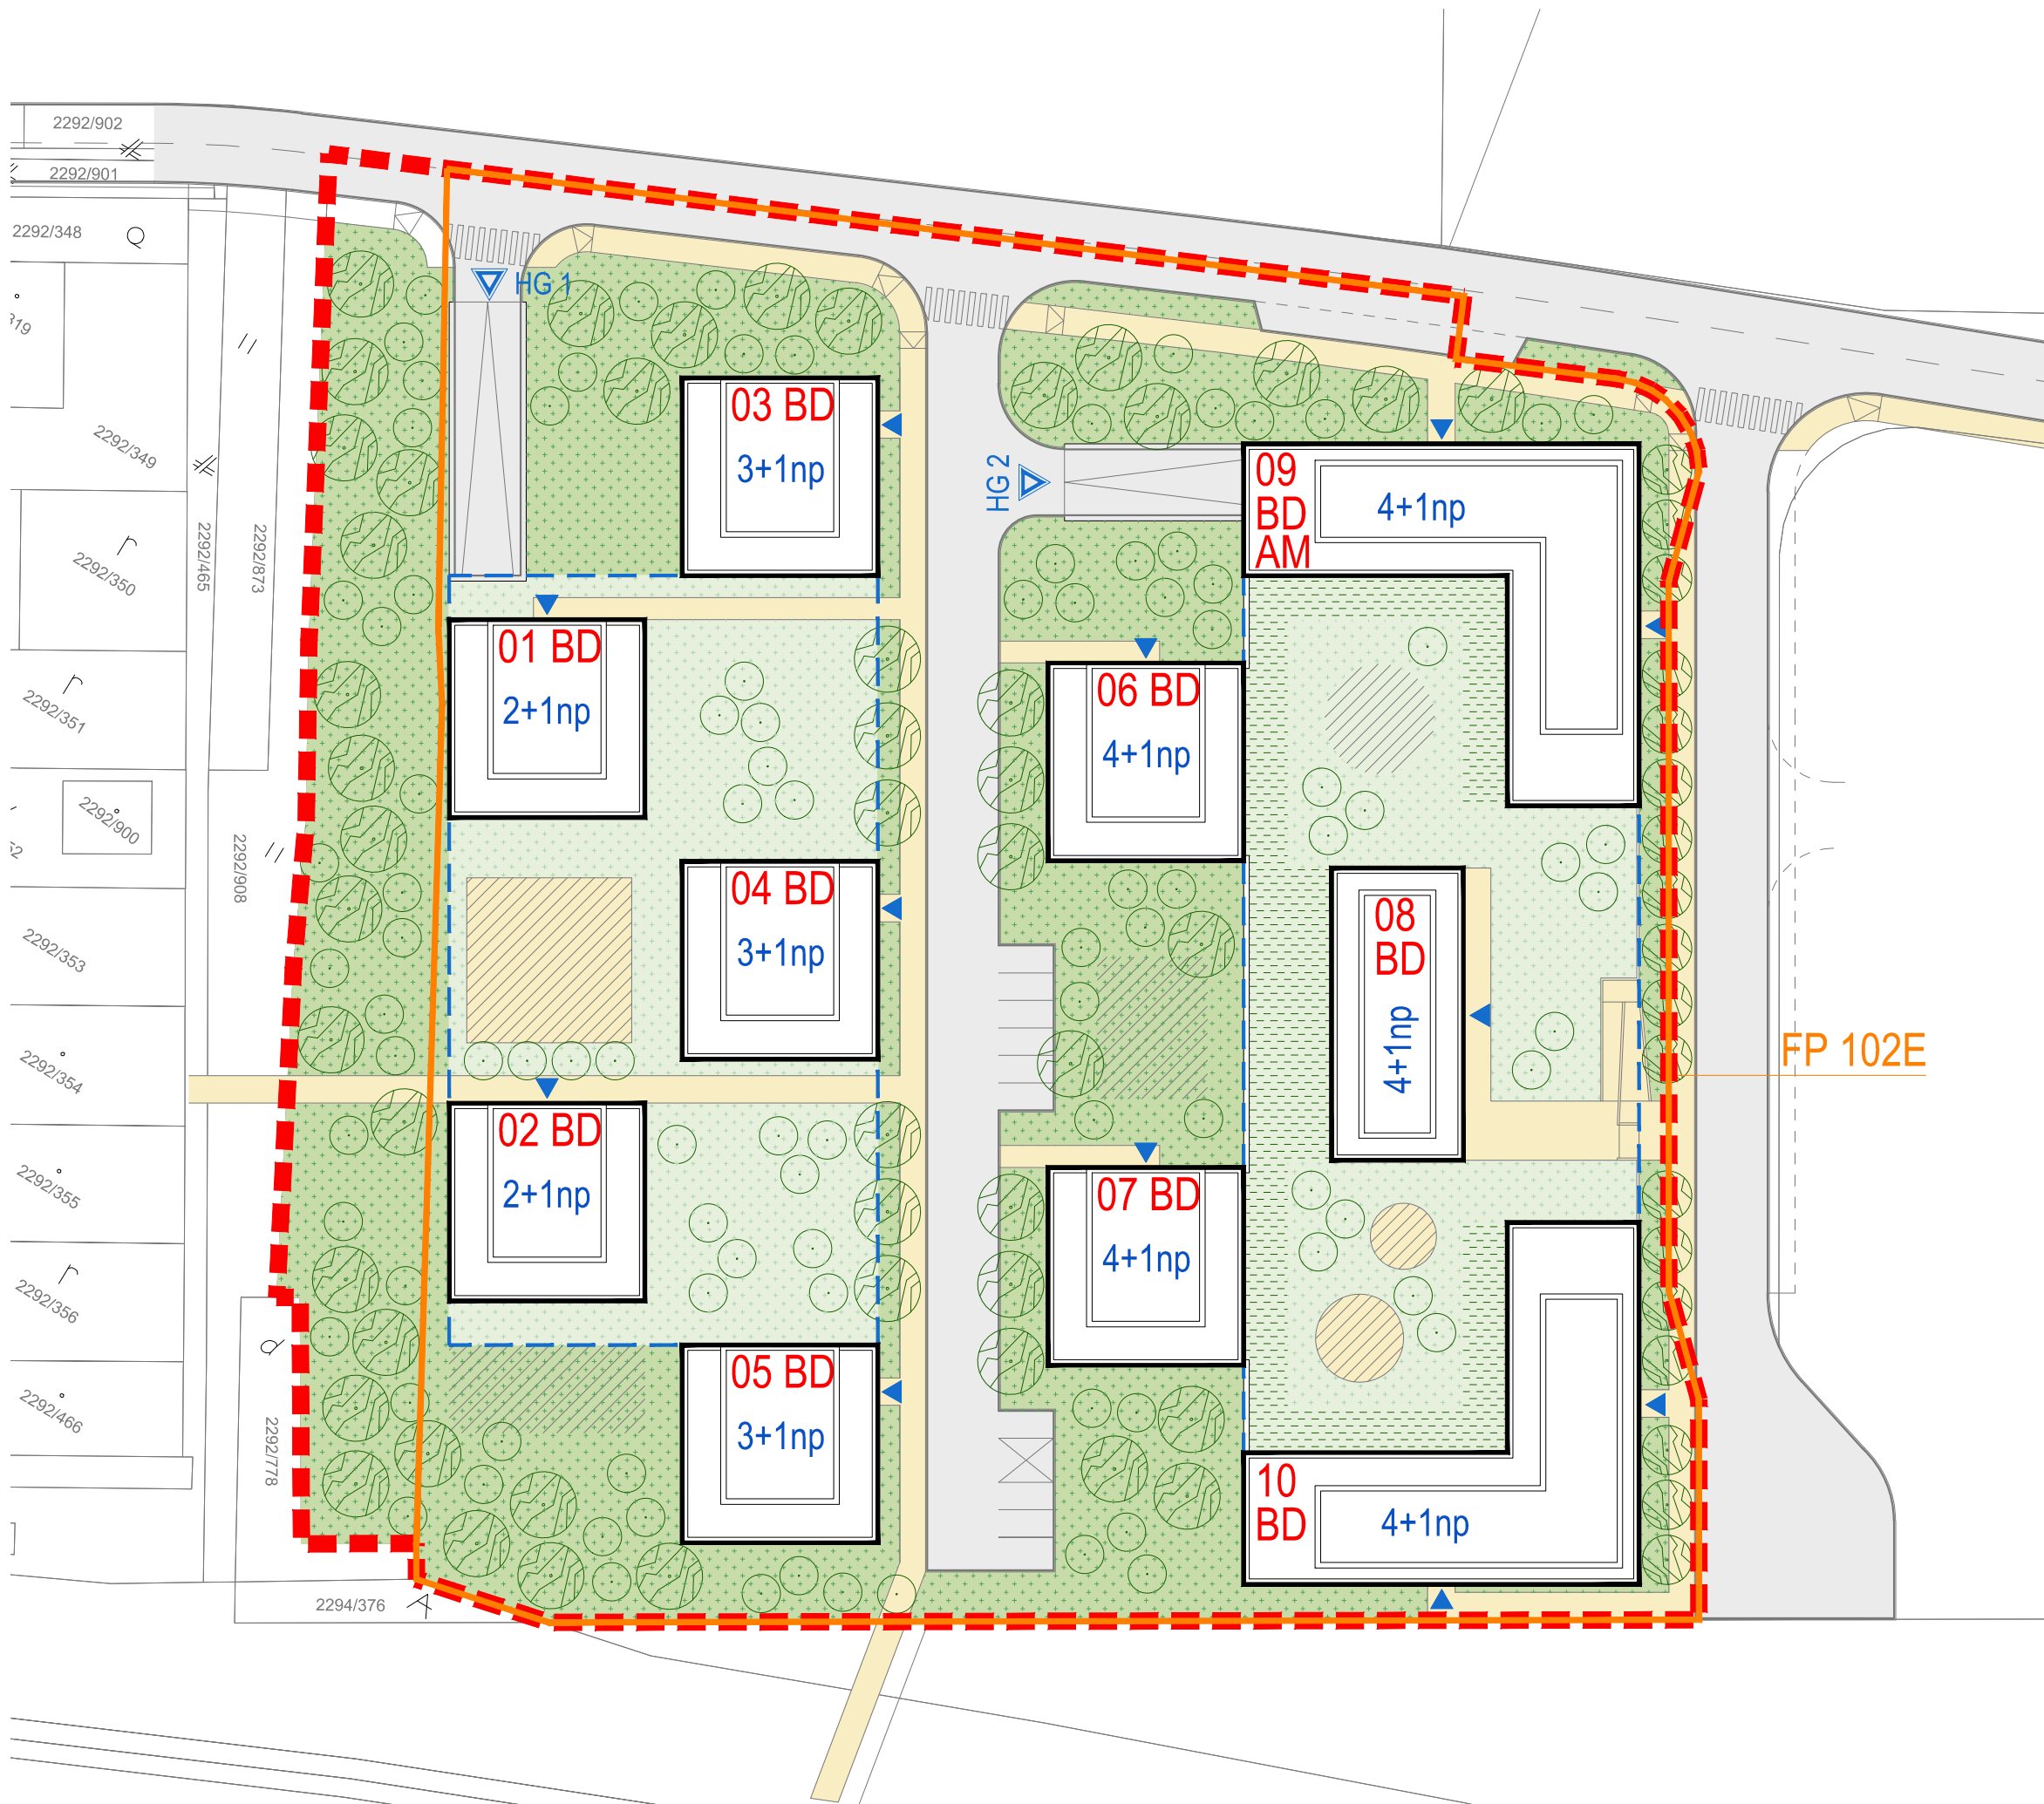 2292/902
2292/901
2292/348
2292/349
2292/350
2292/465
2292/873
2292/351
2292/900
2292/908
2292/353
2292/354
2292/355
2292/356
2292/466
2292/778
2294/376
HG 1
HG 2
03 BD
3+1np
01 BD
2+1np
04 BD
3+1np
02 BD
2+1np
05 BD
3+1np
06 BD
4+1np
07 BD
4+1np
09
BD
AM
4+1np
08
BD
4+1np
10
BD
4+1np
FP 102E